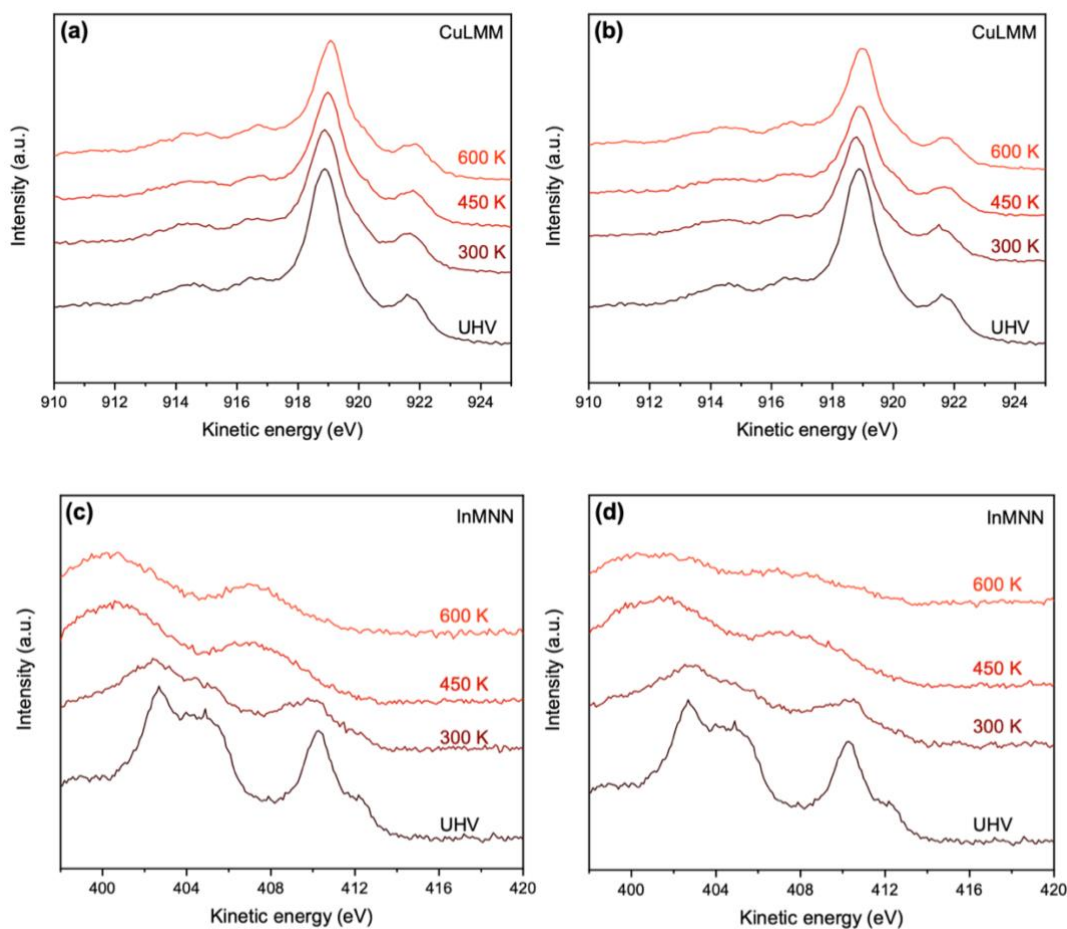 (a)
CuLMM
Intensity (a.u.)
600 K
450 K
300 K
UHV
910 912 914 916 918 920 922 924
Kinetic energy (eV)
(b)
CuLMM
Intensity (a.u.)
600 K
450 K
300 K
UHV
910 912 914 916 918 920 922 924
Kinetic energy (eV)
(c)
InMNN
Intensity (a.u.)
600 K
450 K
300 K
UHV
400 404 408 412 416 420
Kinetic energy (eV)
(d)
InMNN
Intensity (a.u.)
600 K
450 K
300 K
UHV
400 404 408 412 416 420
Kinetic energy (eV)